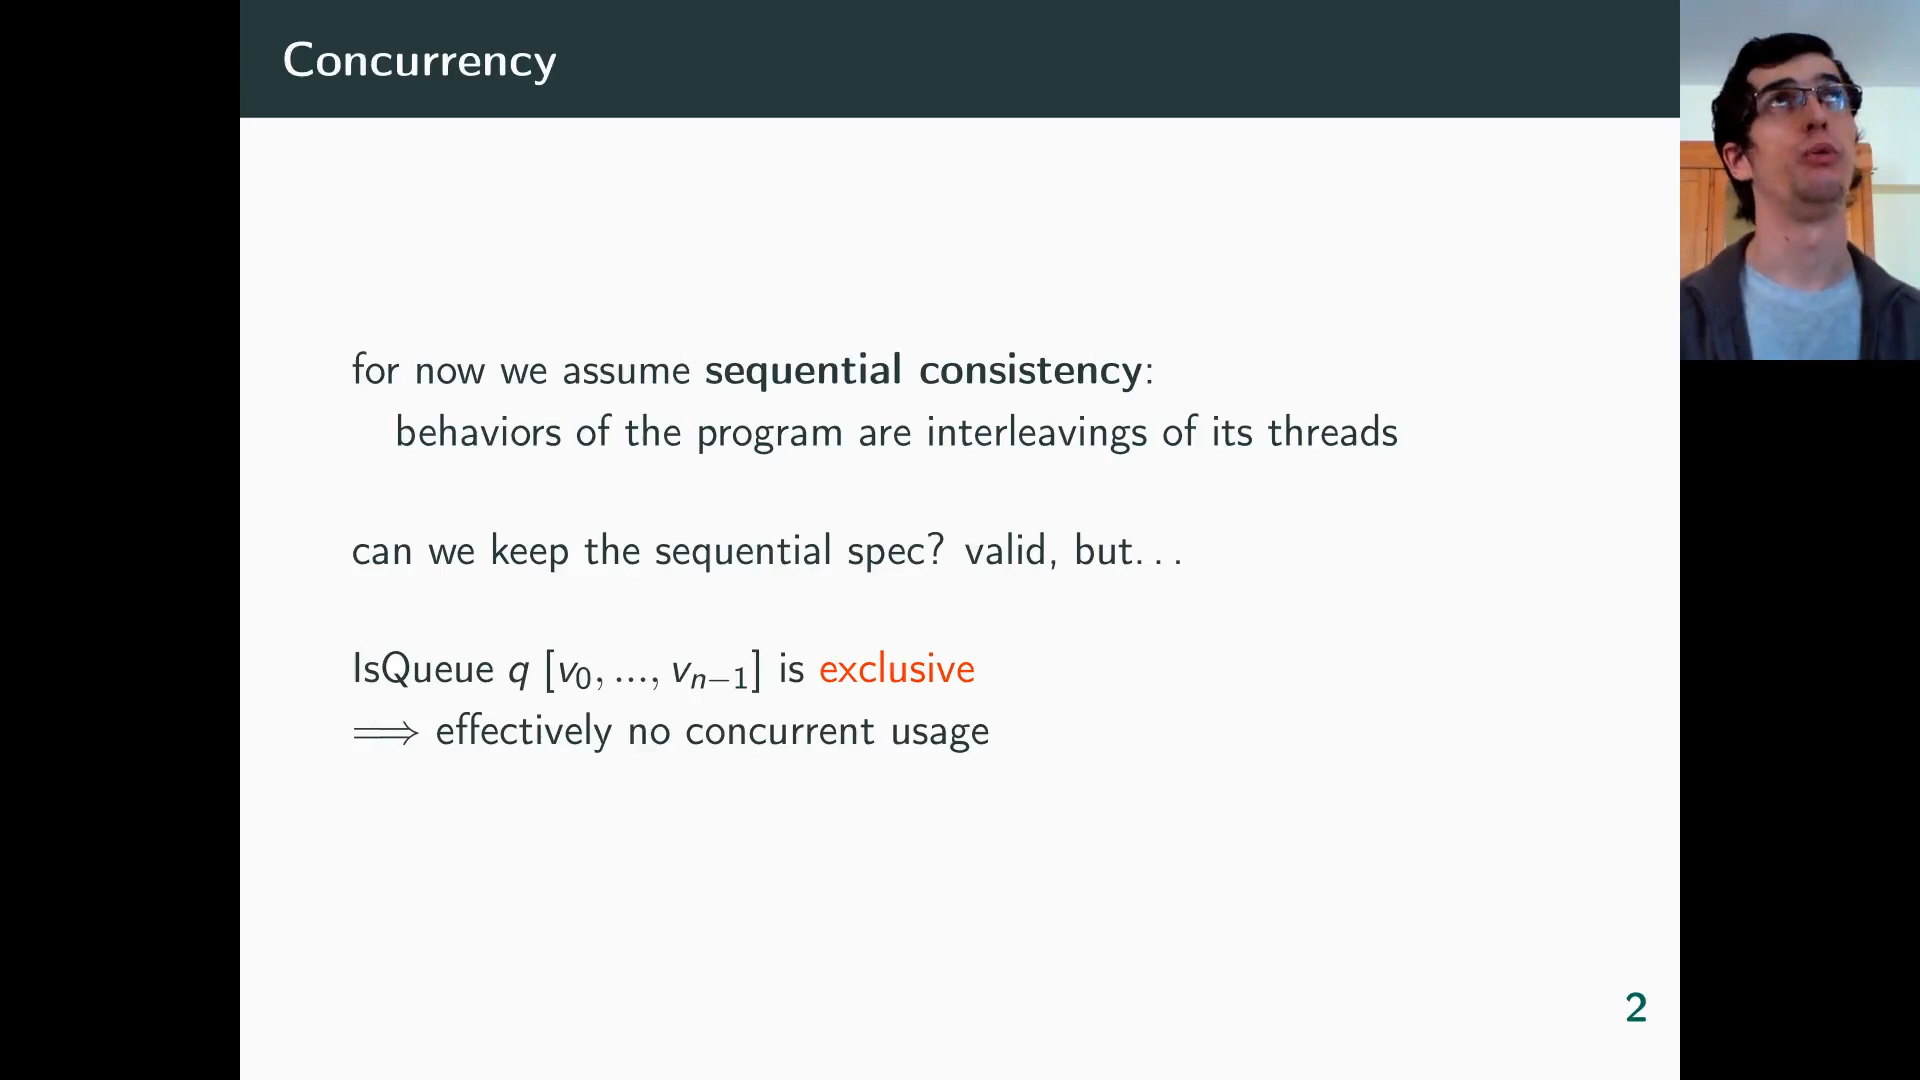 Concurrency
for now we assume sequential consistency:
behaviors of the program are interleavings of its threads
can we keep the sequential spec? valid, but. . .
IsQueue q [v₀, ..., vₙ₋₁] is exclusive
⟹ effectively no concurrent usage
2